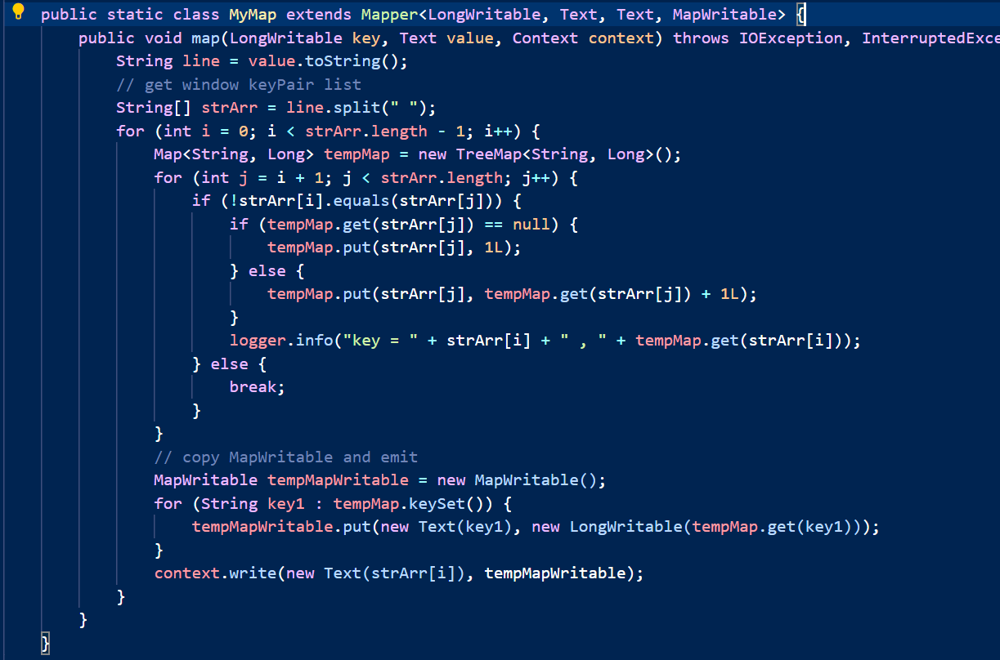 public static class MyMap extends Mapper<LongWritable, Text, Text, MapWritable> {
public void map(LongWritable key, Text value, Context context) throws IOException, InterruptedExce
String line = value.toString();
// get window keyPair list
String[] strArr = line.split(" ");
for (int i = 0; i < strArr.length - 1; i++) {
Map<String, Long> tempMap = new TreeMap<String, Long>();
for (int j = i + 1; j < strArr.length; j++) {
if (!strArr[i].equals(strArr[j])) {
if (tempMap.get(strArr[j]) == null) {
tempMap.put(strArr[j], 1L);
} else {
tempMap.put(strArr[j], tempMap.get(strArr[j]) + 1L);
}
logger.info("key = " + strArr[i] + " , " + tempMap.get(strArr[i]));
} else {
break;
}
}
// copy MapWritable and emit
MapWritable tempMapWritable = new MapWritable();
for (String key1 : tempMap.keySet()) {
tempMapWritable.put(new Text(key1), new LongWritable(tempMap.get(key1)));
}
context.write(new Text(strArr[i]), tempMapWritable);
}
}
}